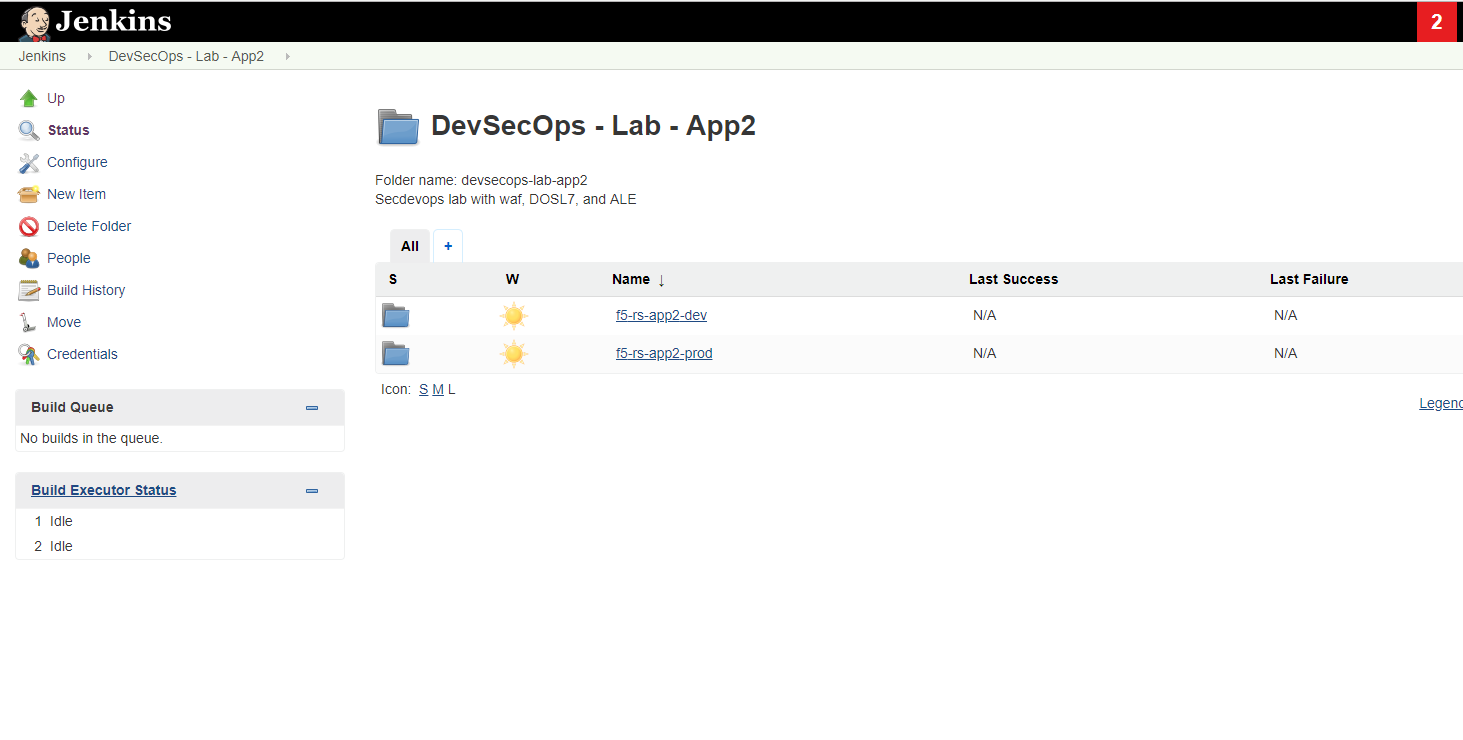 Jenkins
2
Jenkins DevSecOps - Lab - App2
Up
Status
Configure
New Item
Delete Folder
People
Build History
Move
Credentials
Build Queue
No builds in the queue.
Build Executor Status
1 Idle
2 Idle
DevSecOps - Lab - App2
Folder name: devsecops-lab-app2
Secdevops lab with waf, DOSL7, and ALE
All +
S W Name ↓ Last Success Last Failure
f5-rs-app2-dev N/A N/A
f5-rs-app2-prod N/A N/A
Icon: S M L
Legend